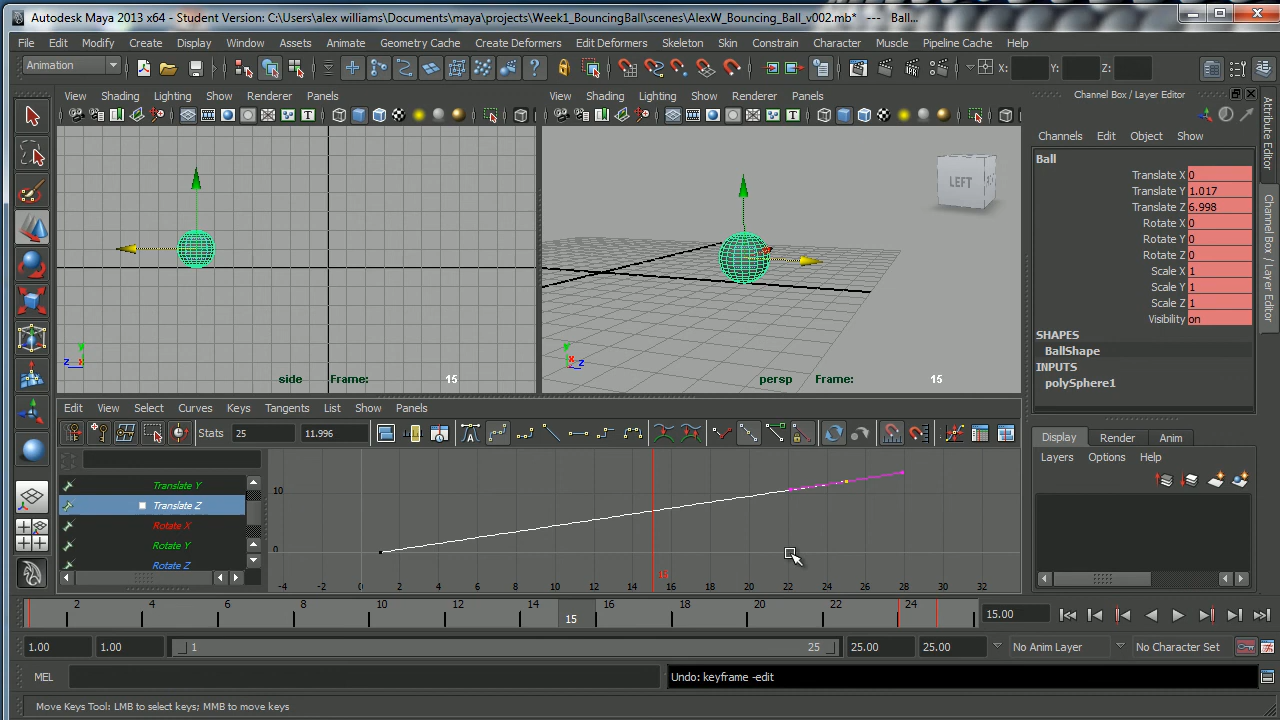 Autodesk Maya 2013 x64 - Student Version: C:\Users\alex williams\Documents\maya\projects\Week1_BouncingBall\scenes\AlexW_Bouncing_Ball_v002.mb*  ---  Ball...
File Edit Modify Create Display Window Assets Animate Geometry Cache Create Deformers Edit Deformers Skeleton Skin Constrain Character Muscle Pipeline Cache Help
Animation X: Y: Z:
View Shading Lighting Show Renderer Panels
View Shading Lighting Show Renderer Panels
Channel Box / Layer Editor
Channels Edit Object Show
Attribute Editor
Channel Box / Layer Editor
LEFT
y
z x
side Frame: 15
y
x z
persp Frame: 15
Ball
Translate X 0
Translate Y 1.017
Translate Z 6.998
Rotate X 0
Rotate Y 0
Rotate Z 0
Scale X 1
Scale Y 1
Scale Z 1
Visibility on
SHAPES
BallShape
INPUTS
polySphere1
Edit View Select Curves Keys Tangents List Show Panels
Stats 25 11.996
Translate Y
Translate Z
Rotate X
Rotate Y
Rotate Z
10
0
15
-4 -2 0 2 4 6 8 10 12 14 16 18 20 22 24 26 28 30 32
Display Render Anim
Layers Options Help
2 4 6 8 10 12 14 15 16 18 20 22 24 15.00
1.00 1.00 1 25 25.00 25.00 No Anim Layer No Character Set
MEL Undo: keyframe -edit
Move Keys Tool: LMB to select keys; MMB to move keys